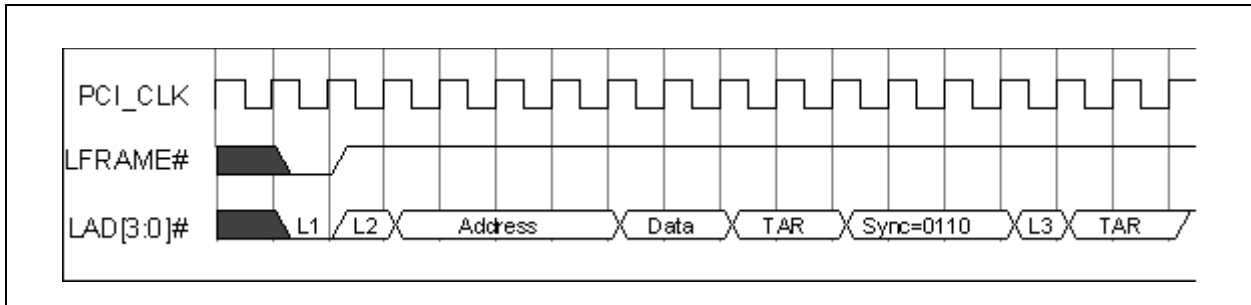 PCI_CLK
LFRAME#
LAD[3:0]# L1 L2 Address Data TAR Sync=0110 L3 TAR